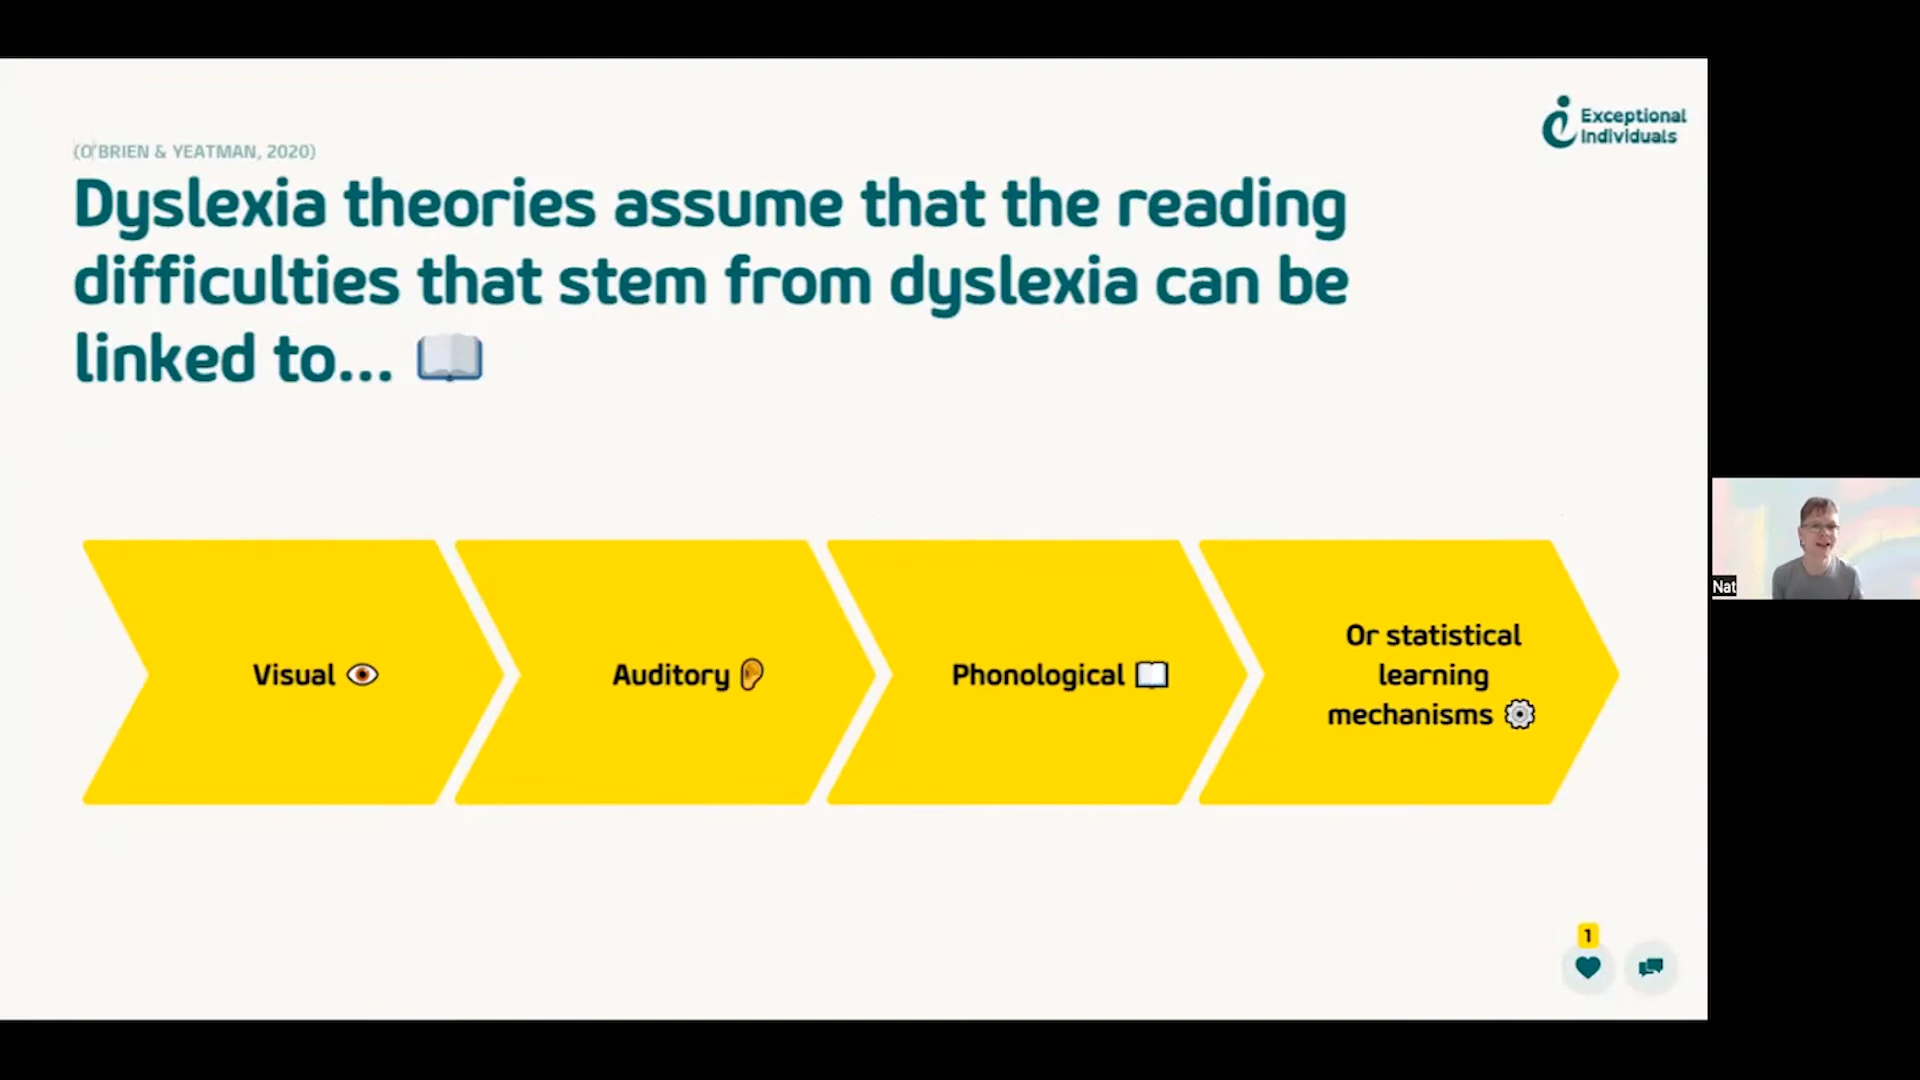 Exceptional
Individuals
(O'BRIEN & YEATMAN, 2020)
Dyslexia theories assume that the reading
difficulties that stem from dyslexia can be
linked to...
Visual
Auditory
Phonological
Or statistical
learning
mechanisms
Nat
1